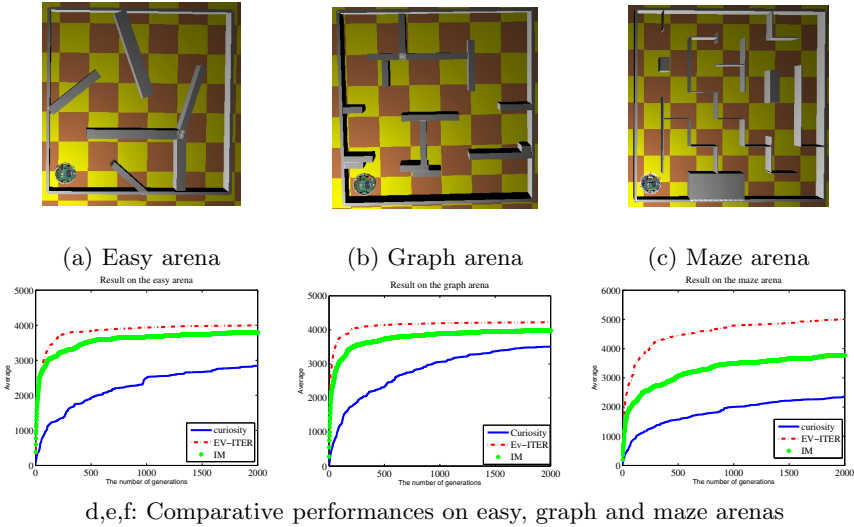 (a) Easy arena
(b) Graph arena
(c) Maze arena
Result on the easy arena
5000
4000
3000
2000
1000
0
Average
0
500
1000
1500
2000
The number of generations
curiosity
EV-ITER
IM
Result on the graph arena
5000
4000
3000
2000
1000
0
Average
0
500
1000
1500
2000
The number of generations
Curiosity
Ev-ITER
IM
Result on the maze arena
6000
5000
4000
3000
2000
1000
0
Average
0
500
1000
1500
2000
The number of generations
curiosity
EV-ITER
IM
d,e,f: Comparative performances on easy, graph and maze arenas